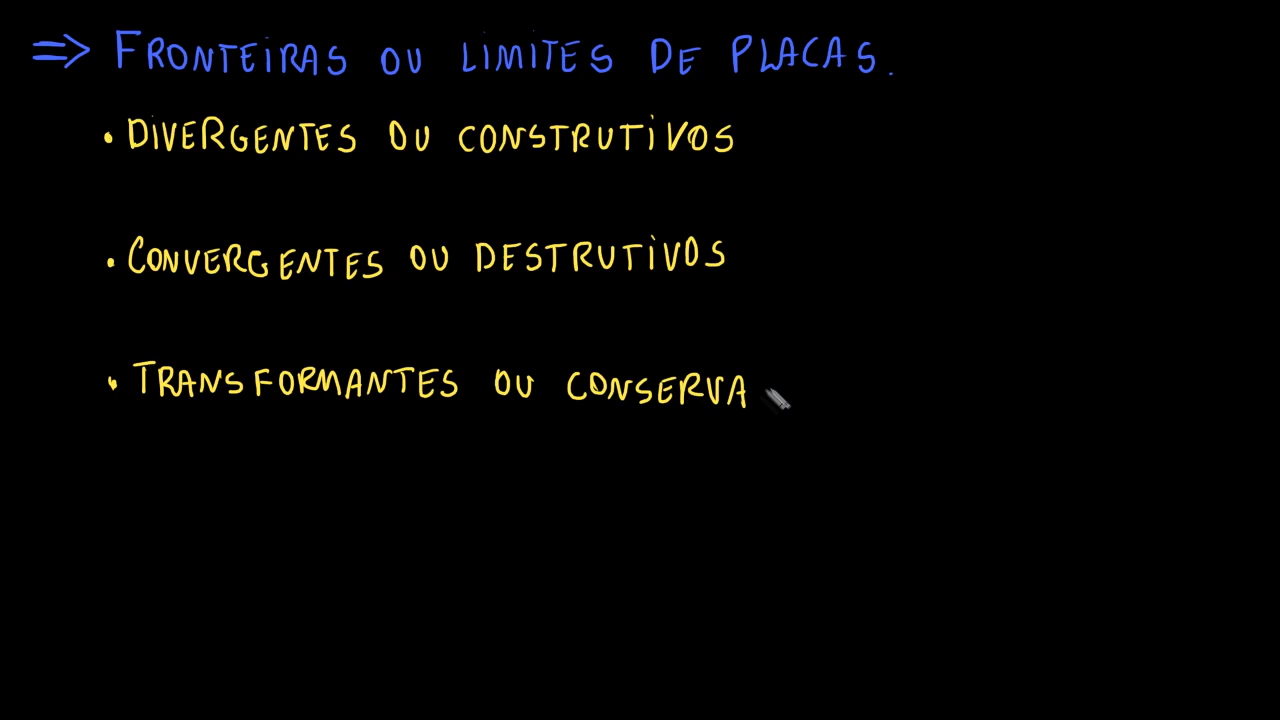 ⇒ FRONTEIRAS OU LIMITES DE PLACAS.
• DIVERGENTES OU CONSTRUTIVOS
• CONVERGENTES OU DESTRUTIVOS
• TRANSFORMANTES OU CONSERVA